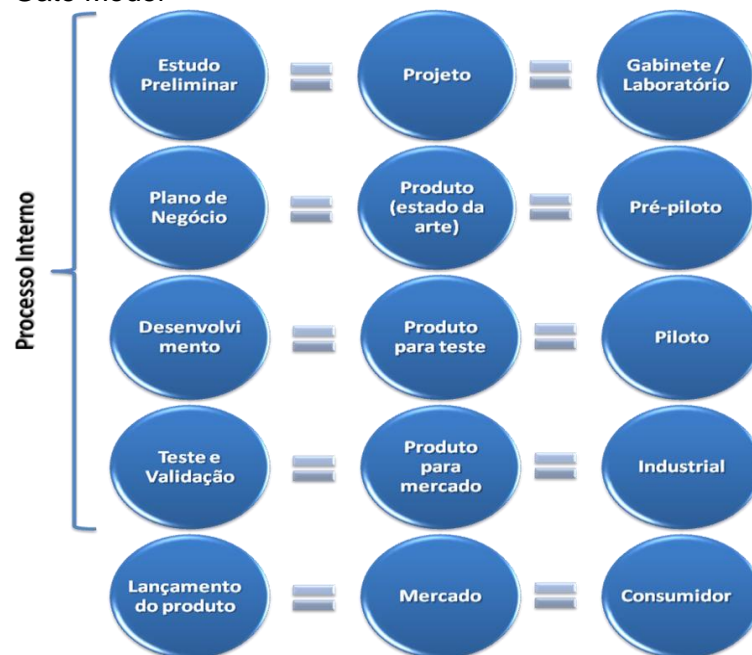 Estudo
Preliminar
Projeto
Gabinete /
Laboratório
Plano de
Negócio
Produto
(estado da
arte)
Pré-piloto
Processo Interno
Desenvolvi
mento
Produto
para teste
Piloto
Teste e
Validação
Produto
para
mercado
Industrial
Lançamento
do produto
Mercado
Consumidor